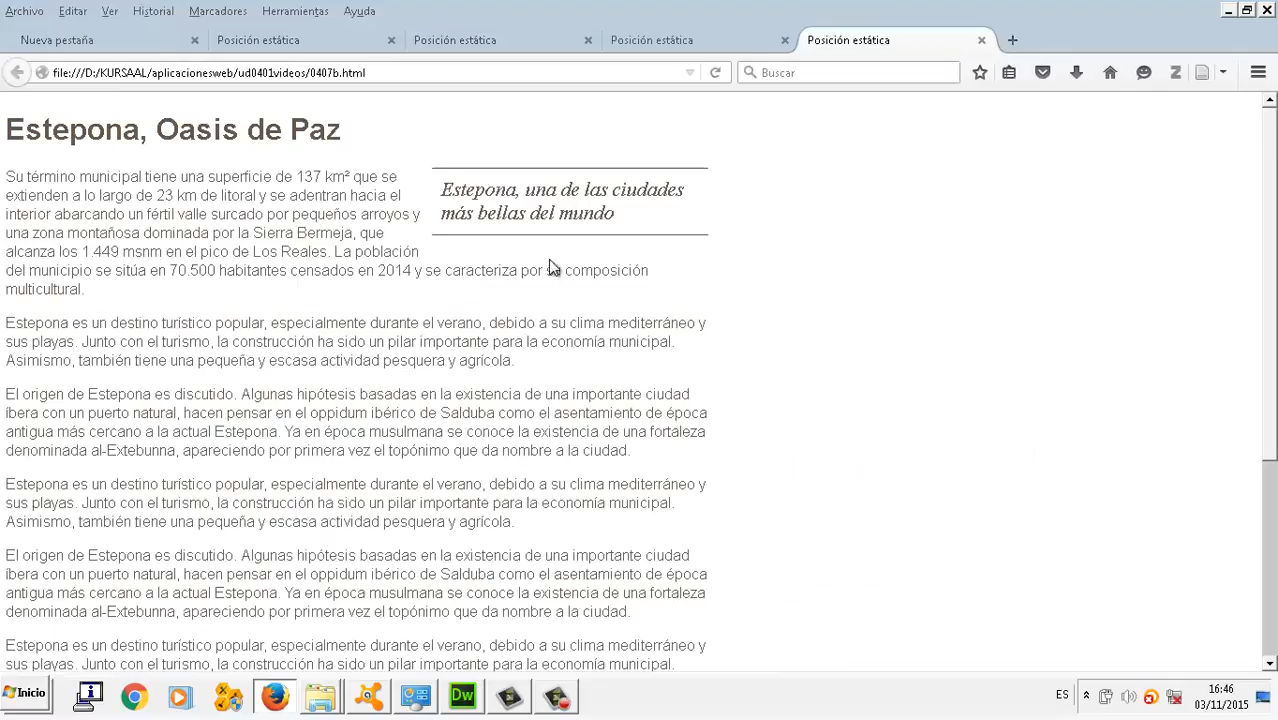 Archivo Editar Ver Historial Marcadores Herramientas Ayuda
Nueva pestaña Posición estática Posición estática Posición estática Posición estática
file:///D:/KURSAAL/aplicacionesweb/ud0401videos/0407b.html Buscar
Estepona, Oasis de Paz
Su término municipal tiene una superficie de 137 km² que se
extienden a lo largo de 23 km de litoral y se adentran hacia el
interior abarcando un fértil valle surcado por pequeños arroyos y
una zona montañosa dominada por la Sierra Bermeja, que
alcanza los 1.449 msnm en el pico de Los Reales. La población
del municipio se sitúa en 70.500 habitantes censados en 2014 y se caracteriza por composición
multicultural.
Estepona, una de las ciudades
más bellas del mundo
Estepona es un destino turístico popular, especialmente durante el verano, debido a su clima mediterráneo y
sus playas. Junto con el turismo, la construcción ha sido un pilar importante para la economía municipal.
Asimismo, también tiene una pequeña y escasa actividad pesquera y agrícola.
El origen de Estepona es discutido. Algunas hipótesis basadas en la existencia de una importante ciudad
íbera con un puerto natural, hacen pensar en el oppidum ibérico de Salduba como el asentamiento de época
antigua más cercano a la actual Estepona. Ya en época musulmana se conoce la existencia de una fortaleza
denominada al-Extebunna, apareciendo por primera vez el topónimo que da nombre a la ciudad.
Estepona es un destino turístico popular, especialmente durante el verano, debido a su clima mediterráneo y
sus playas. Junto con el turismo, la construcción ha sido un pilar importante para la economía municipal.
Asimismo, también tiene una pequeña y escasa actividad pesquera y agrícola.
El origen de Estepona es discutido. Algunas hipótesis basadas en la existencia de una importante ciudad
íbera con un puerto natural, hacen pensar en el oppidum ibérico de Salduba como el asentamiento de época
antigua más cercano a la actual Estepona. Ya en época musulmana se conoce la existencia de una fortaleza
denominada al-Extebunna, apareciendo por primera vez el topónimo que da nombre a la ciudad.
Estepona es un destino turístico popular, especialmente durante el verano, debido a su clima mediterráneo y
sus playas. Junto con el turismo, la construcción ha sido un pilar importante para la economía municipal.
Inicio Dw ES 16:46
03/11/2015